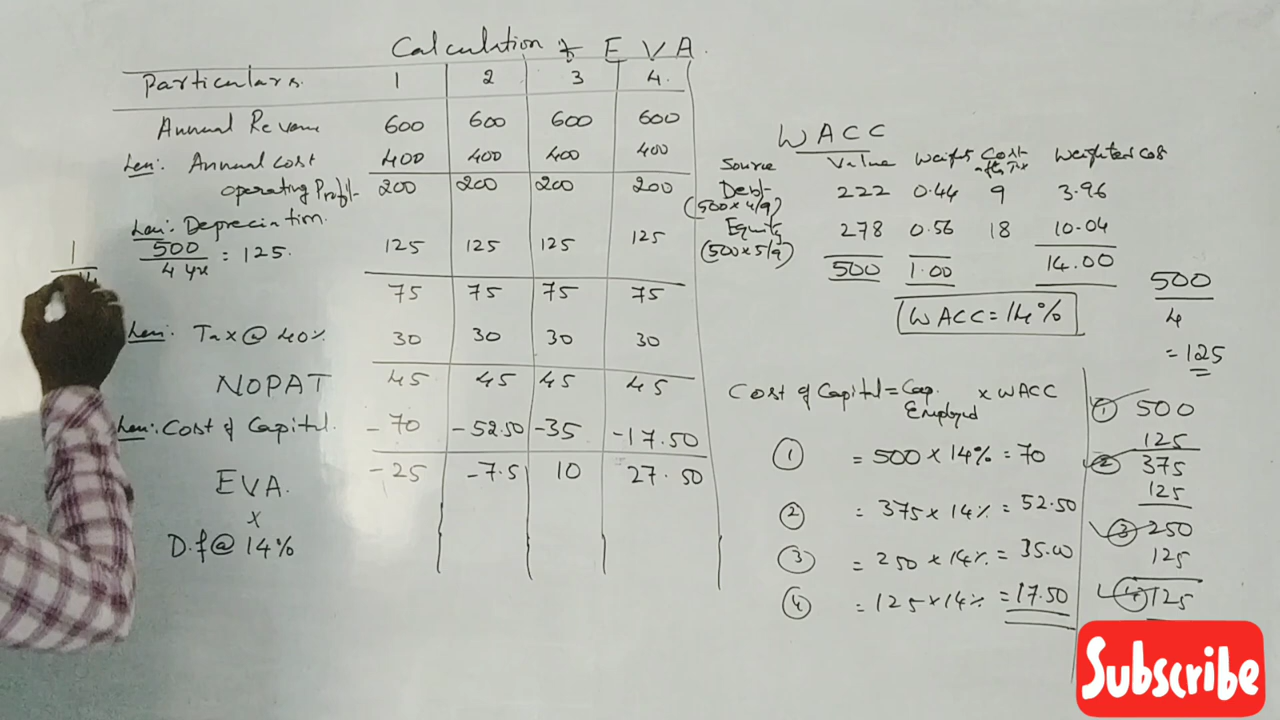 Calculation of EVA.
Particulars. 1 2 3 4.
Annual Revenue 600 600 600 600
Less: Annual cost 400 400 400 400
operating Profit 200 200 200 200
Less: Depreciation.
500 / 4 yrs = 125. 125 125 125 125
75 75 75 75
Less: Tax @ 40% 30 30 30 30
NOPAT 45 45 45 45
Less: Cost of Capital. -70 -52.50 -35 -17.50
EVA. -25 -7.5 10 27.50
x
D.f @ 14%
1
WACC
Source Value Weights Cost after Tax Weighted Cost
Debt 222 0.44 9 3.96
(500 x 4/9)
Equity 278 0.56 18 10.04
(500 x 5/9)
500 1.00 14.00
WACC = 14%
500
4
= 125
Cost of Capital = Cap. Employed x WACC
① = 500 x 14% = 70
② = 375 x 14% = 52.50
③ = 250 x 14% = 35.00
④ = 125 x 14% = 17.50
① 500
125
② 375
125
③ 250
125
④ 125
Subscribe